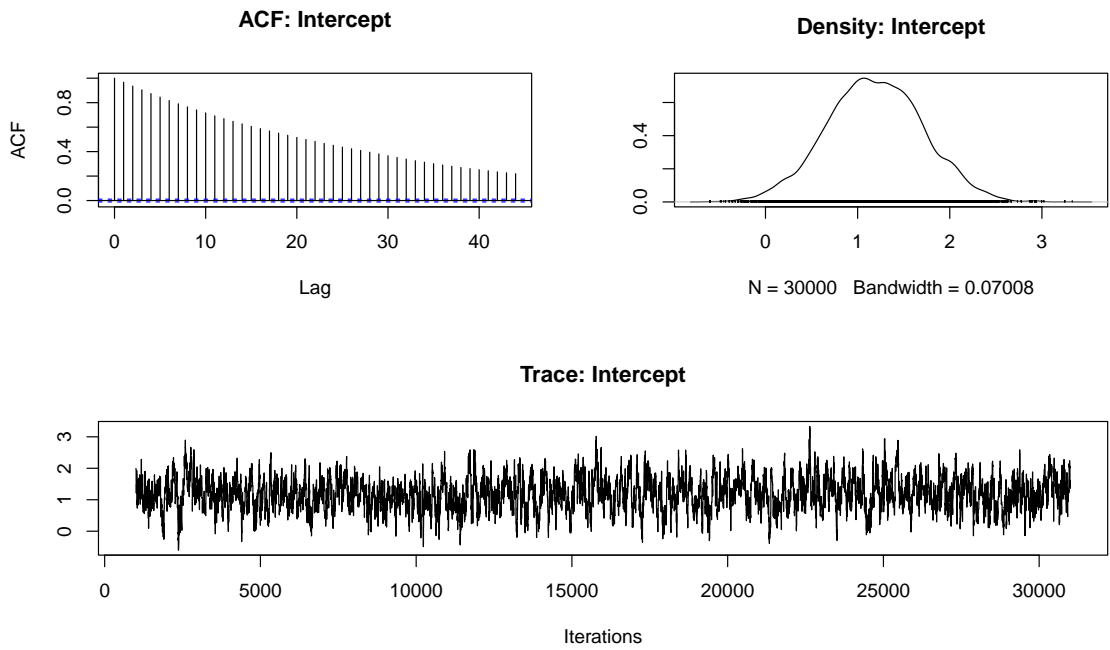 ACF: Intercept
ACF
0.0 0.4 0.8
0 10 20 30 40
Lag
Density: Intercept
0.0 0.4
0 1 2 3
N = 30000 Bandwidth = 0.07008
Trace: Intercept
0 1 2 3
0 5000 10000 15000 20000 25000 30000
Iterations